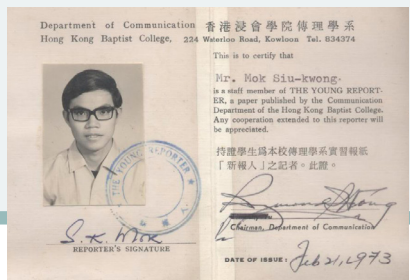 Department of Communication 香港浸會學院傳理學系
Hong Kong Baptist College, 224 Waterloo Road, Kowloon Tel. 834374
This is to certify that
Mr. Mok Siu-kwong.
is a staff member of THE YOUNG REPORT-
ER, a paper published by the Communication
Department of the Hong Kong Baptist College.
Any cooperation extended to this reporter will
be appreciated.
持證學生爲本校傳理學系實習報紙
「新報人」之記者。此證。
THE YOUNG REPORTER
S. K. Mok
REPORTER'S SIGNATURE
Chairman, Department of Communication
DATE OF ISSUE: Feb 21, 1973